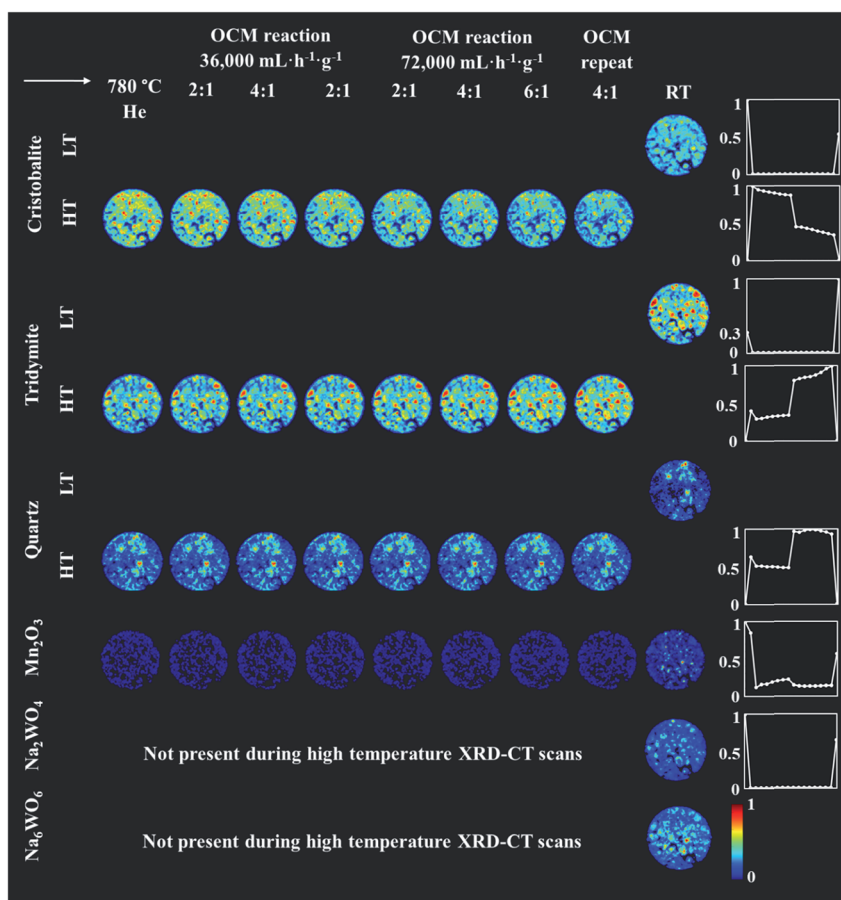 OCM reaction
36,000 mL·h⁻¹·g⁻¹
OCM reaction
72,000 mL·h⁻¹·g⁻¹
OCM
repeat
780 °C
He
2:1
4:1
2:1
2:1
4:1
6:1
4:1
RT
Cristobalite
LT
HT
1
0.5
0
1
0.5
0
Tridymite
LT
HT
1
0.3
0
1
0.5
0
Quartz
LT
HT
1
0.5
0
Mn₂O₃
1
0.5
0
Na₂WO₄
Not present during high temperature XRD-CT scans
1
0.5
0
Na₆WO₆
Not present during high temperature XRD-CT scans
1
0